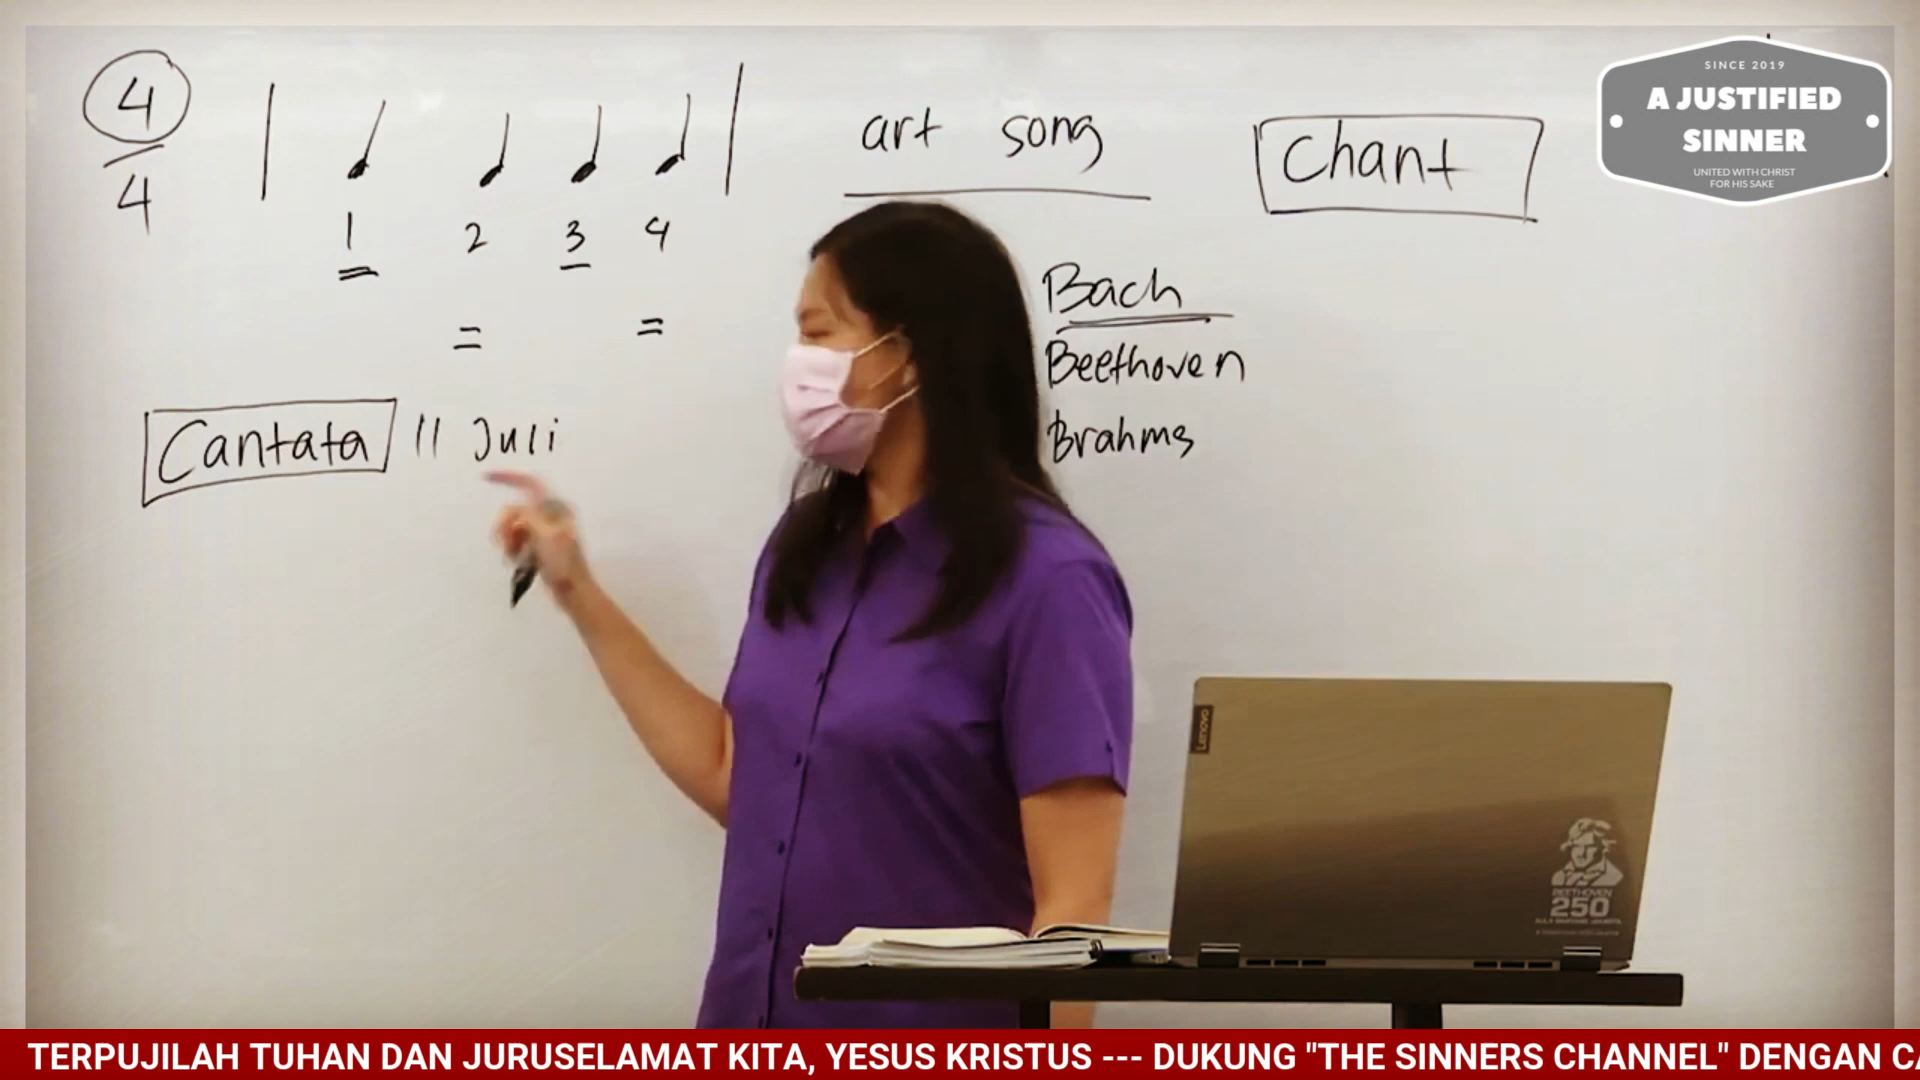 4
4
1 2 3 4
= =
art song
Chant
Bach
Beethoven
Brahms
Cantata 11 Juli
SINCE 2019
A JUSTIFIED
SINNER
UNITED WITH CHRIST
FOR HIS SAKE
Lenovo
BEETHOVEN
250
TERPUJILAH TUHAN DAN JURUSELAMAT KITA, YESUS KRISTUS --- DUKUNG "THE SINNERS CHANNEL" DENGAN CA